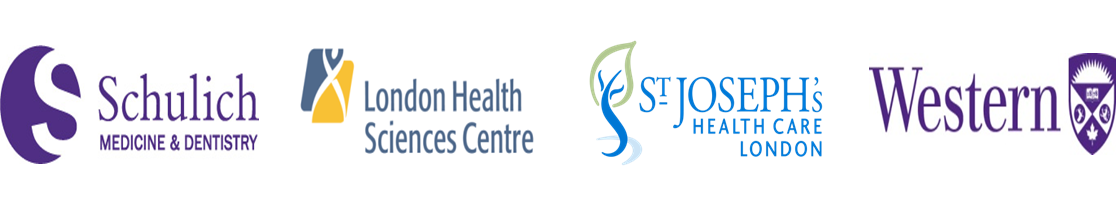 Schulich
MEDICINE & DENTISTRY
London Health
Sciences Centre
ST JOSEPH'S
HEALTH CARE
LONDON
Western